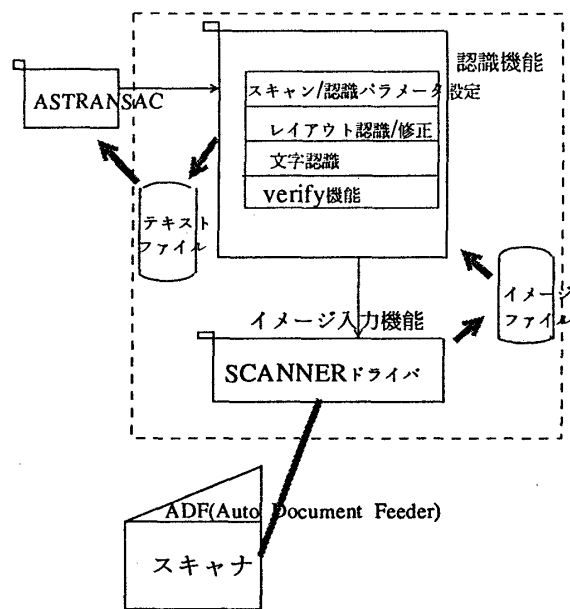 認識機能
スキャン/認識パラメータ設定
ASTRANSAC
レイアウト認識/修正
文字認識
verify機能
テキスト
ファイル
イメージ
ファイル
イメージ入力機能
SCANNERドライバ
ADF(Auto Document Feeder)
スキャナ